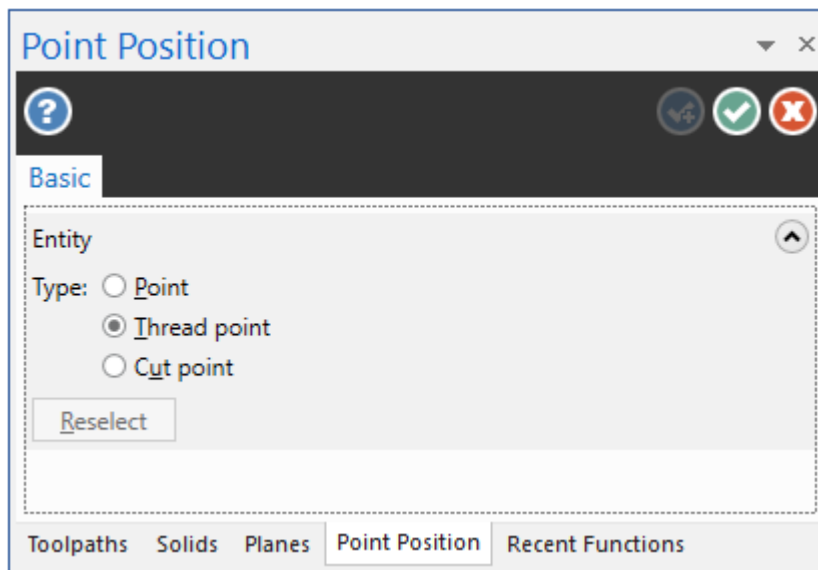 Point Position
?
Basic
Entity
Type: Point
Thread point
Cut point
Reselect
Toolpaths Solids Planes Point Position Recent Functions